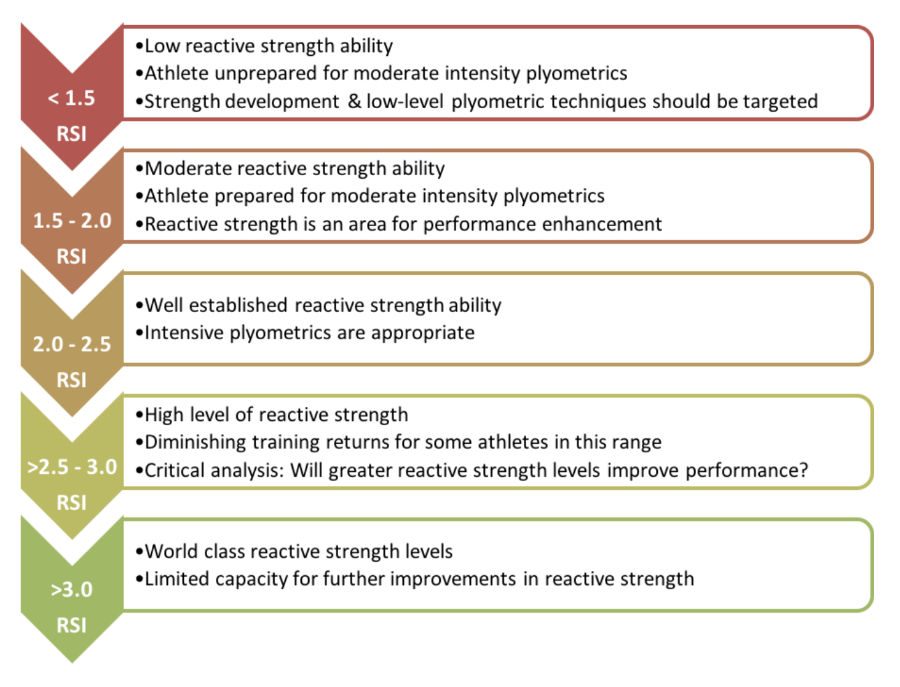 < 1.5
RSI
•Low reactive strength ability
•Athlete unprepared for moderate intensity plyometrics
•Strength development & low-level plyometric techniques should be targeted
1.5 - 2.0
RSI
•Moderate reactive strength ability
•Athlete prepared for moderate intensity plyometrics
•Reactive strength is an area for performance enhancement
2.0 - 2.5
RSI
•Well established reactive strength ability
•Intensive plyometrics are appropriate
>2.5 - 3.0
RSI
•High level of reactive strength
•Diminishing training returns for some athletes in this range
•Critical analysis: Will greater reactive strength levels improve performance?
>3.0
RSI
•World class reactive strength levels
•Limited capacity for further improvements in reactive strength